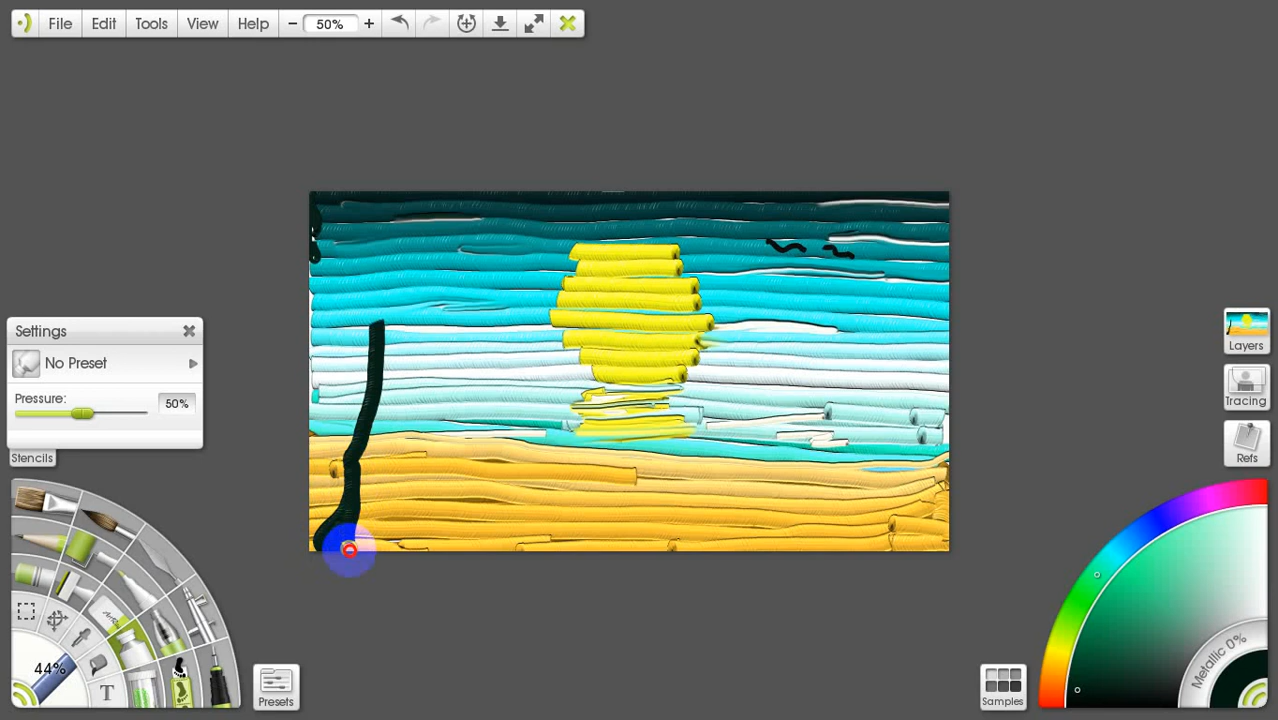 File Edit Tools View Help − 50% +
Settings
No Preset
Pressure:
50%
Stencils
44%
T
Presets
Layers
Tracing
Refs
Metallic 0%
Samples